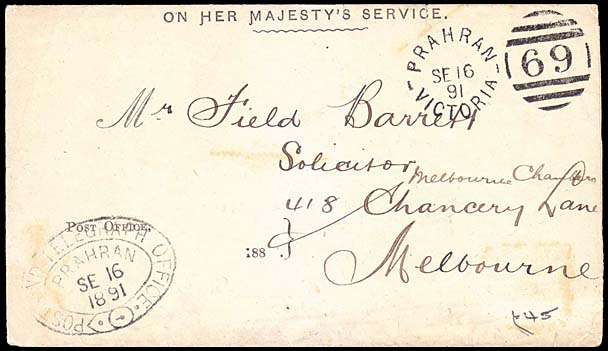 ON HER MAJESTY'S SERVICE.
PRAHRAN
SE 16
91
VICTORIA
69
Mr Field Barrett
Solicitor
Melbourne Chambers
418 Chancery Lane
Melbourne
POST OFFICE,
188
POST AND TELEGRAPH OFFICE
PRAHRAN
SE 16
1891
45